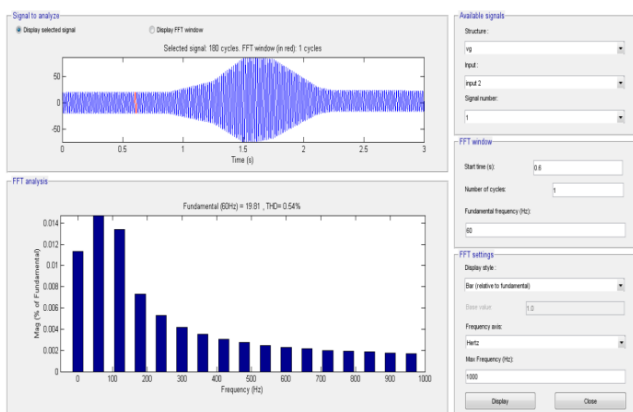 Signal to analyze
Display selected signal
Display FFT window
Selected signal: 180 cycles. FFT window (in red): 1 cycles
50
0
-50
0
0.5
1
1.5
2
2.5
3
Time (s)
FFT analysis
Fundamental (60Hz) = 19.81 , THD= 0.54%
0.014
0.012
0.01
0.008
0.006
0.004
0.002
0
Mag (% of Fundamental)
0
100
200
300
400
500
600
700
800
900
1000
Frequency (Hz)
Available signals
Structure :
vg
Input :
input 2
Signal number:
1
FFT window
Start time (s):
0.6
Number of cycles:
1
Fundamental frequency (Hz):
60
FFT settings
Display style :
Bar (relative to fundamental)
Base value
1.0
Frequency axis:
Hertz
Max Frequency (Hz):
1000
Display
Close